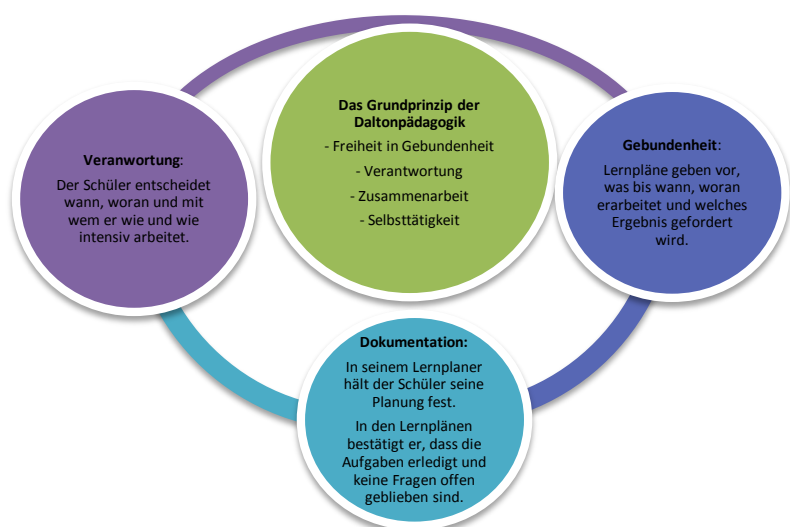 Das Grundprinzip der
Daltonpädagogik
- Freiheit in Gebundenheit
- Verantwortung
- Zusammenarbeit
- Selbsttätigkeit
Veranwortung:
Der Schüler entscheidet
wann, woran und mit
wem er wie und wie
intensiv arbeitet.
Gebundenheit:
Lernpläne geben vor,
was bis wann, woran
erarbeitet und welches
Ergebnis gefordert
wird.
Dokumentation:
In seinem Lernplaner
hält der Schüler seine
Planung fest.
In den Lernplänen
bestätigt er, dass die
Aufgaben erledigt und
keine Fragen offen
geblieben sind.